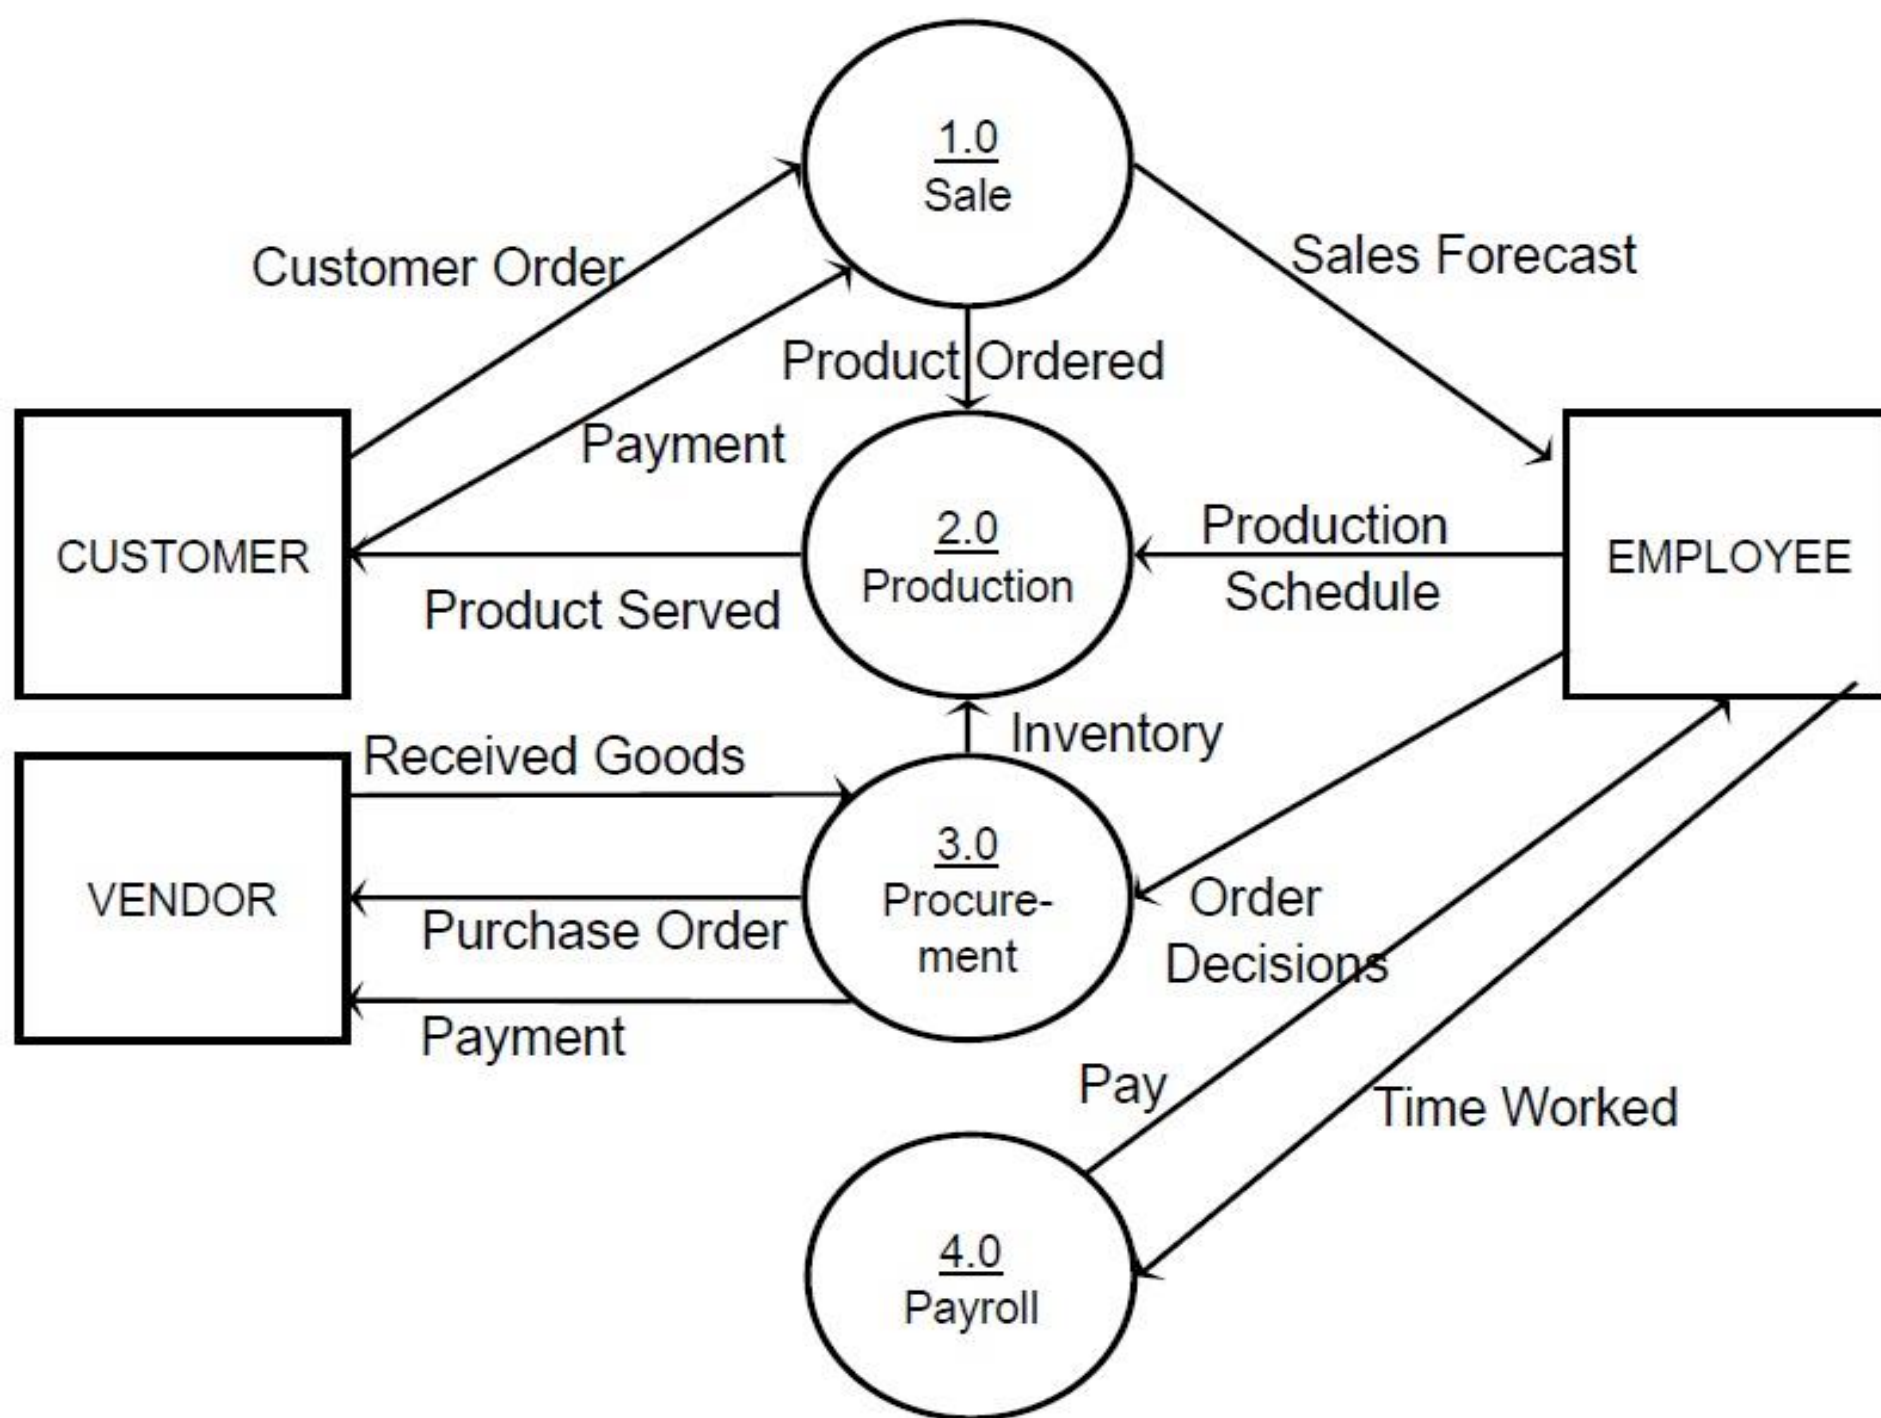 1.0
Sale
Customer Order
Sales Forecast
Product Ordered
Payment
CUSTOMER
2.0
Production
Production
Schedule
EMPLOYEE
Product Served
Inventory
Received Goods
VENDOR
3.0
Procure-
ment
Purchase Order
Order
Decisions
Payment
Pay
Time Worked
4.0
Payroll